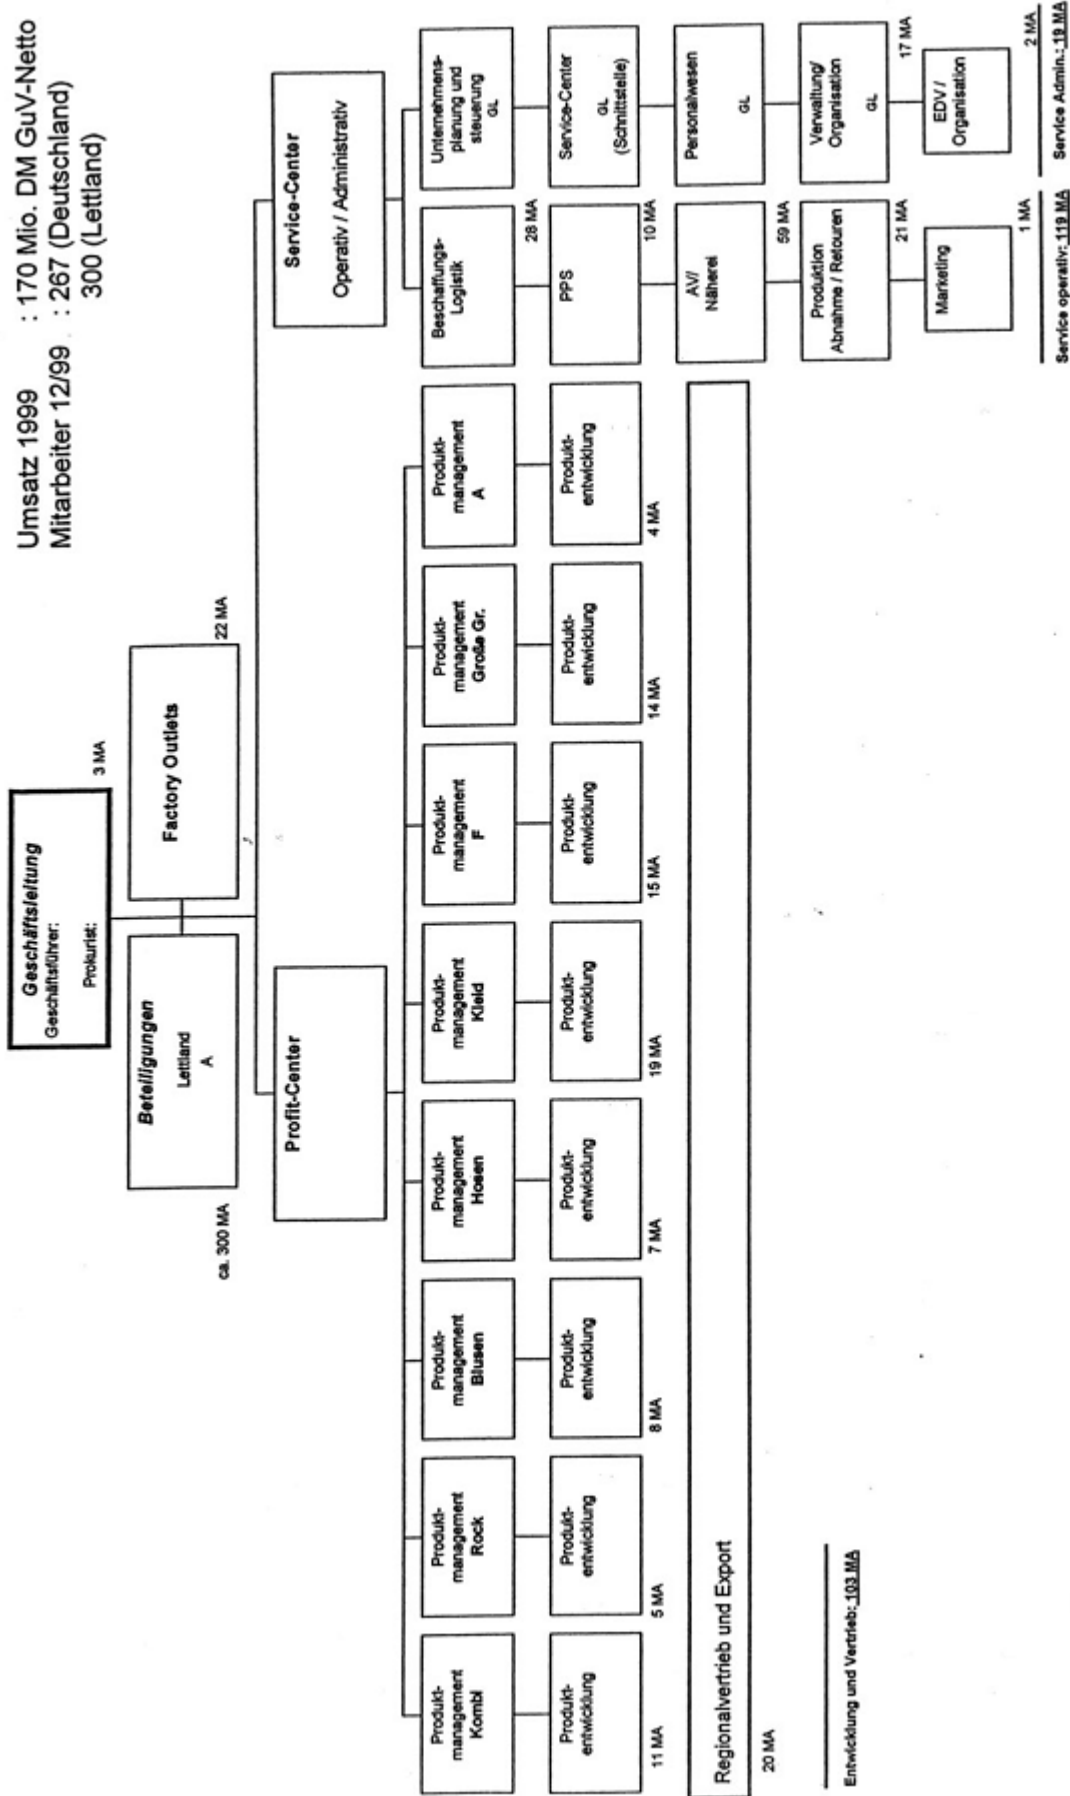 Umsatz 1999 : 170 Mio. DM GuV-Netto
Mitarbeiter 12/99 : 267 (Deutschland)
300 (Lettland)
Geschäftsleitung
Geschäftsführer:
Prokurist:
3 MA
Beteiligungen
Lettland
A
ca. 300 MA
Factory Outlets
22 MA
Profit-Center
Service-Center
Operativ / Administrativ
Produkt-
management
Kombi
Produkt-
management
Rock
Produkt-
management
Blusen
Produkt-
management
Hosen
Produkt-
management
Kleid
Produkt-
management
F
Produkt-
management
Große Gr.
Produkt-
management
A
Beschaffungs-
Logistik
28 MA
Unternehmens-
planung und
steuerung
GL
Produkt-
entwicklung
11 MA
Produkt-
entwicklung
5 MA
Produkt-
entwicklung
8 MA
Produkt-
entwicklung
7 MA
Produkt-
entwicklung
19 MA
Produkt-
entwicklung
15 MA
Produkt-
entwicklung
14 MA
Produkt-
entwicklung
4 MA
PPS
10 MA
Service-Center
GL
(Schnittstelle)
Regionalvertrieb und Export
20 MA
AV/
Näherei
59 MA
Personalwesen
GL
Produktion
Abnahme / Retouren
21 MA
Verwaltung/
Organisation
GL
17 MA
Marketing
1 MA
EDV /
Organisation
2 MA
Entwicklung und Vertrieb: 103 MA
Service operativ: 119 MA
Service Admin.: 19 MA